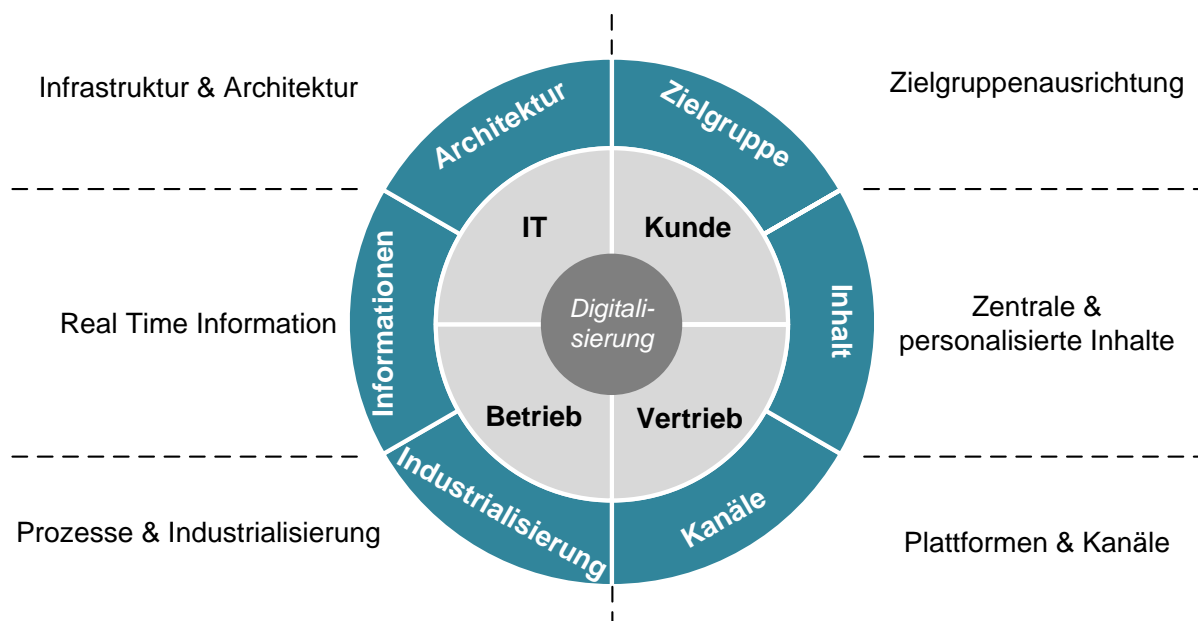 Infrastruktur & Architektur
Zielgruppenausrichtung
Architektur
Zielgruppe
IT
Kunde
Informationen
Inhalt
Real Time Information
Digitali-
sierung
Zentrale &
personalisierte Inhalte
Betrieb
Vertrieb
Industrialisierung
Kanäle
Prozesse & Industrialisierung
Plattformen & Kanäle